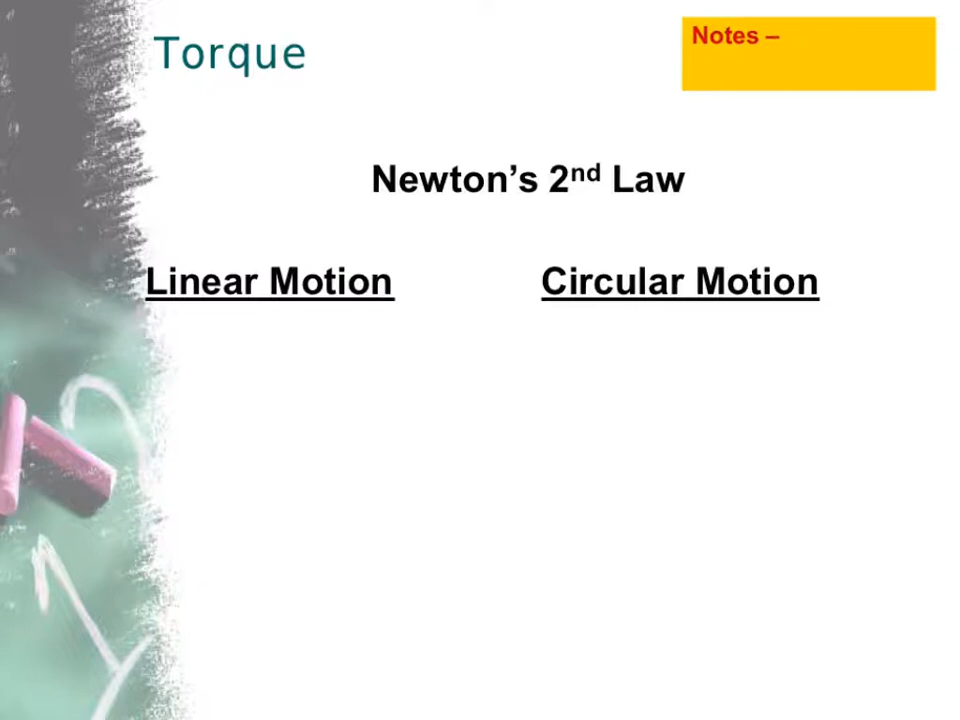 Torque
Notes –
Newton’s 2nd Law
Linear Motion
Circular Motion